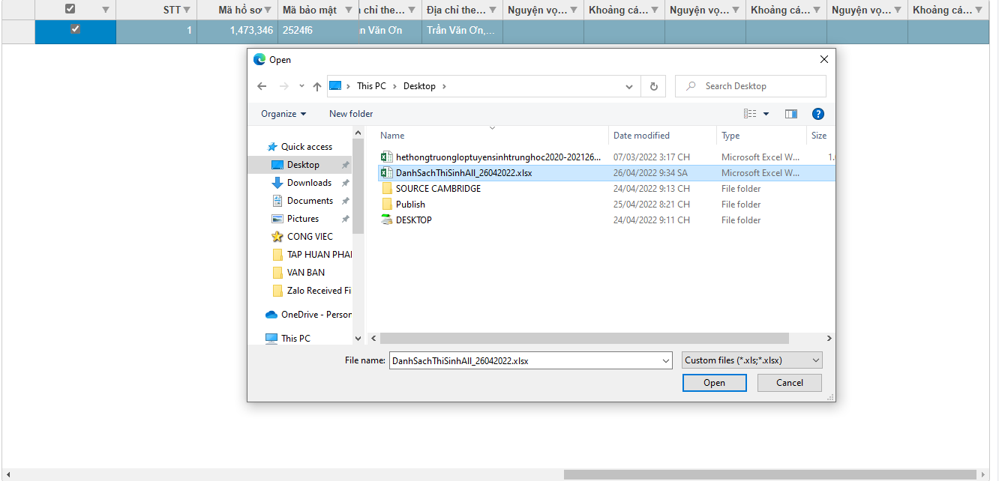 STT Mã hồ sơ Mã bảo mật ı chỉ the... Địa chỉ the... Nguyện vọ... Khoảng cá... Nguyện vọ... Khoảng cá... Nguyện vọ... Khoảng cá...
1 1,473,346 2524f6 n Văn Ơn Trần Văn Ơn,...
Open
This PC > Desktop >
Search Desktop
Organize New folder
Name Date modified Type Size
Quick access
Desktop
Downloads
Documents
Pictures
CONG VIEC
TAP HUAN PHAI
VAN BAN
Zalo Received Fi
OneDrive - Person
This PC
hethongtruongloptuyensinhtrunghoc2020-202126... 07/03/2022 3:17 CH Microsoft Excel W... 1.
DanhSachThiSinhAll_26042022.xlsx 26/04/2022 9:34 SA Microsoft Excel W...
SOURCE CAMBRIDGE 24/04/2022 9:13 CH File folder
Publish 25/04/2022 8:21 CH File folder
DESKTOP 24/04/2022 9:11 CH File folder
File name: DanhSachThiSinhAll_26042022.xlsx Custom files (*.xls;*.xlsx)
Open Cancel